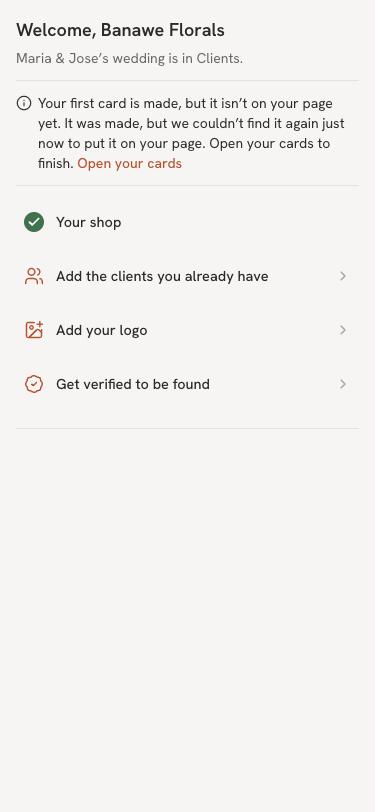 Welcome, Banawe Florals
Maria & Jose’s wedding is in Clients.
Your first card is made, but it isn’t on your page
yet. It was made, but we couldn’t find it again just
now to put it on your page. Open your cards to
finish. Open your cards
Your shop
Add the clients you already have
Add your logo
Get verified to be found